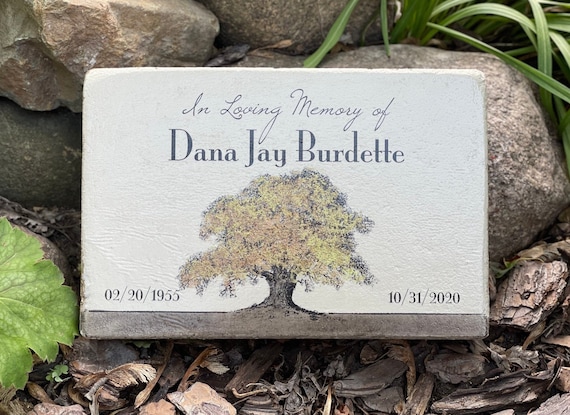 In Loving Memory of
Dana Jay Burdette
02/20/1955 10/31/2020